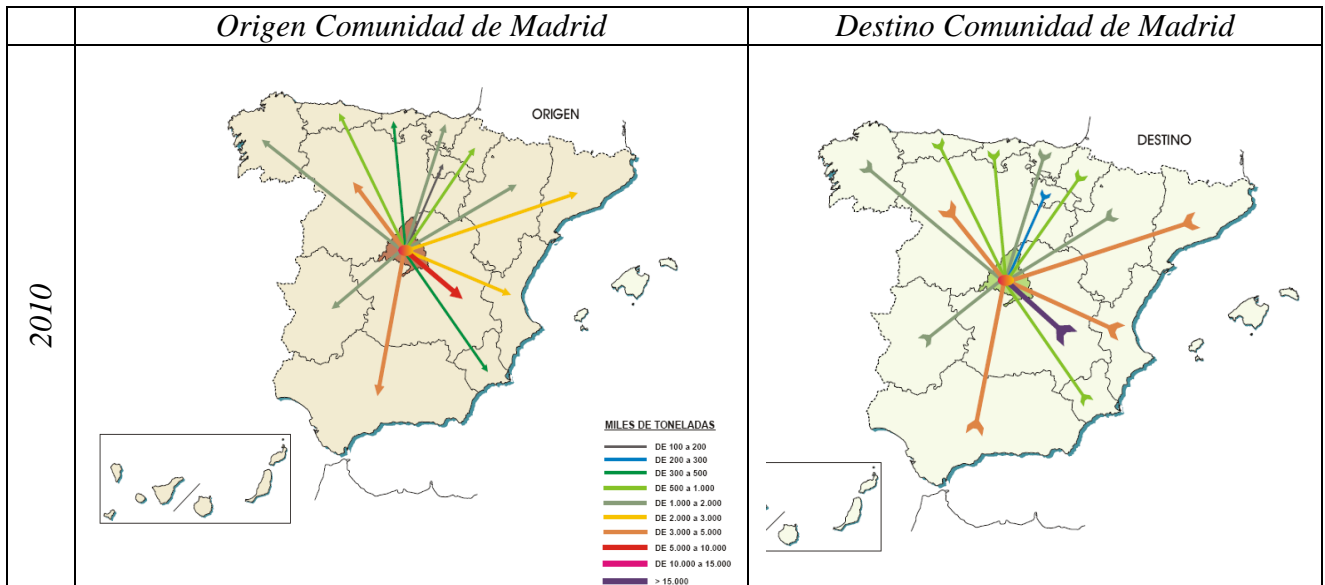 Origen Comunidad de Madrid
Destino Comunidad de Madrid
2010
ORIGEN
DESTINO
MILES DE TONELADAS
DE 100 a 200
DE 200 a 300
DE 300 a 500
DE 500 a 1.000
DE 1.000 a 2.000
DE 2.000 a 3.000
DE 3.000 a 5.000
DE 5.000 a 10.000
DE 10.000 a 15.000
> 15.000